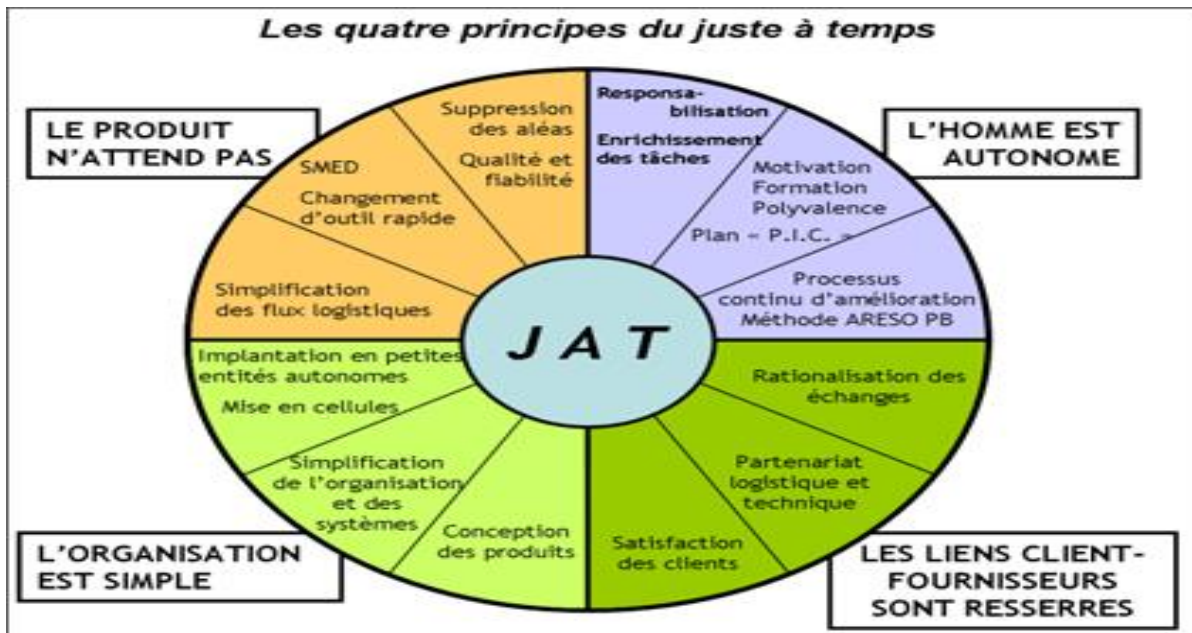 Les quatre principes du juste à temps
LE PRODUIT
N'ATTEND PAS
Suppression
des aléas
Qualité et
fiabilité
SMED
Changement
d'outil rapide
Simplification
des flux logistiques
L'HOMME EST
AUTONOME
Responsa-
bilisation
Enrichissement
des tâches
Motivation
Formation
Polyvalence
Plan « P.I.C. »
Processus
continu d'amélioration
Méthode ARESO PB
J A T
Implantation en petites
entités autonomes
Mise en cellules
Simplification
de l'organisation
et des
systèmes
Conception
des produits
L'ORGANISATION
EST SIMPLE
Rationalisation des
échanges
Partenariat
logistique et
technique
Satisfaction
des clients
LES LIENS CLIENT-
FOURNISSEURS
SONT RESSERRES